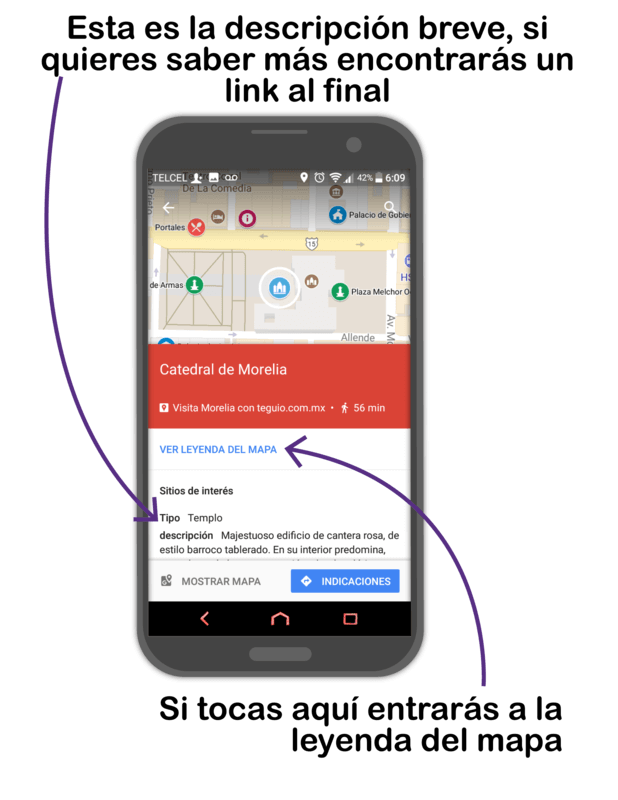 Esta es la descripción breve, si
quieres saber más encontrarás un
link al final
TELCEL 42% 6:09
De La Comedia
Portales
Palacio de Gobie
15
de Armas
Plaza Melchor O
HS
Allende
Av. Mo
Catedral de Morelia
Visita Morelia con teguio.com.mx • 56 min
VER LEYENDA DEL MAPA
Sitios de interés
Tipo Templo
descripción Majestuoso edificio de cantera rosa, de
estilo barroco tablerado. En su interior predomina,
MOSTRAR MAPA INDICACIONES
Si tocas aquí entrarás a la
leyenda del mapa